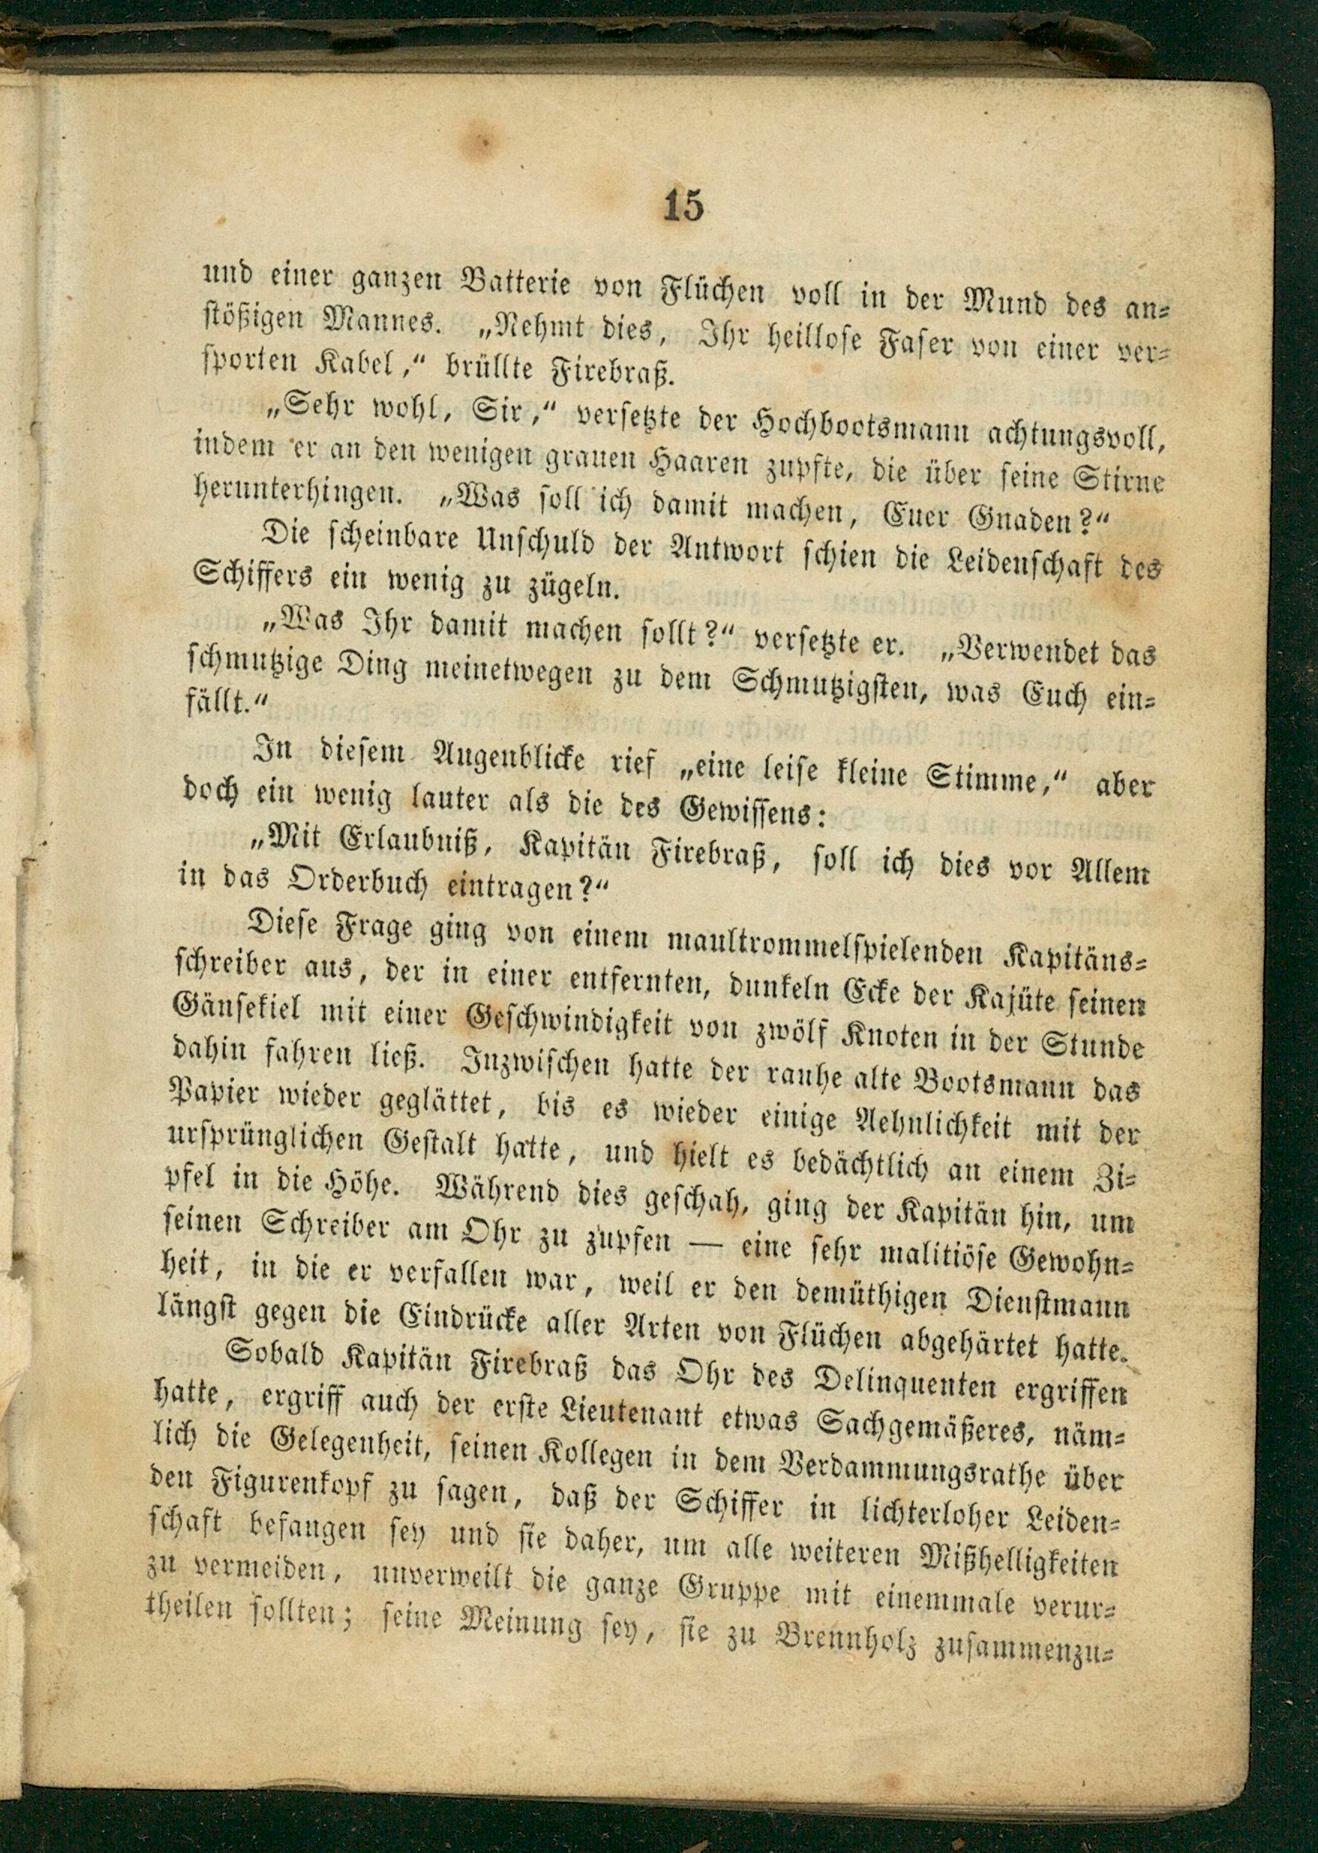 15
und einer ganzen Batterie von Flüchen voll in der Mund des an-
stößigen Mannes. „Nehmt dies, Ihr heillose Faser von einer ver-
sporten Kabel,“ brüllte Firebraß.
„Sehr wohl, Sir,“ versetzte der Hochbootsmann achtungsvoll,
indem er an den wenigen grauen Haaren zupfte, die über seine Stirne
herunterhingen. „Was soll ich damit machen, Euer Gnaden?“
Die scheinbare Unschuld der Antwort schien die Leidenschaft des
Schiffers ein wenig zu zügeln.
„Was Ihr damit machen sollt?“ versetzte er. „Verwendet das
schmutzige Ding meinetwegen zu dem Schmutzigsten, was Euch ein-
fällt.“
In diesem Augenblicke rief „eine leise kleine Stimme,“ aber
doch ein wenig lauter als die des Gewissens:
„Mit Erlaubniß, Kapitän Firebraß, soll ich dies vor Allem
in das Orderbuch eintragen?“
Diese Frage ging von einem maultrommelspielenden Kapitäns-
schreiber aus, der in einer entfernten, dunkeln Ecke der Kajüte seinen
Gänsekiel mit einer Geschwindigkeit von zwölf Knoten in der Stunde
dahin fahren ließ. Inzwischen hatte der rauhe alte Bootsmann das
Papier wieder geglättet, bis es wieder einige Aehnlichkeit mit der
ursprünglichen Gestalt hatte, und hielt es bedächtlich an einem Zi-
pfel in die Höhe. Während dies geschah, ging der Kapitän hin, um
seinen Schreiber am Ohr zu zupfen — eine sehr malitiöse Gewohn-
heit, in die er verfallen war, weil er den demüthigen Dienstmann
längst gegen die Eindrücke aller Arten von Flüchen abgehärtet hatte.
Sobald Kapitän Firebraß das Ohr des Delinquenten ergriffen
hatte, ergriff auch der erste Lieutenant etwas Sachgemäßeres, näm-
lich die Gelegenheit, seinen Kollegen in dem Verdammungsrathe über
den Figurenkopf zu sagen, daß der Schiffer in lichterloher Leiden-
schaft befangen sey und sie daher, um alle weiteren Mißhelligkeiten
zu vermeiden, unverweilt die ganze Gruppe mit einemmale verur-
theilen sollten; seine Meinung sey, sie zu Brennholz zusammenzu-